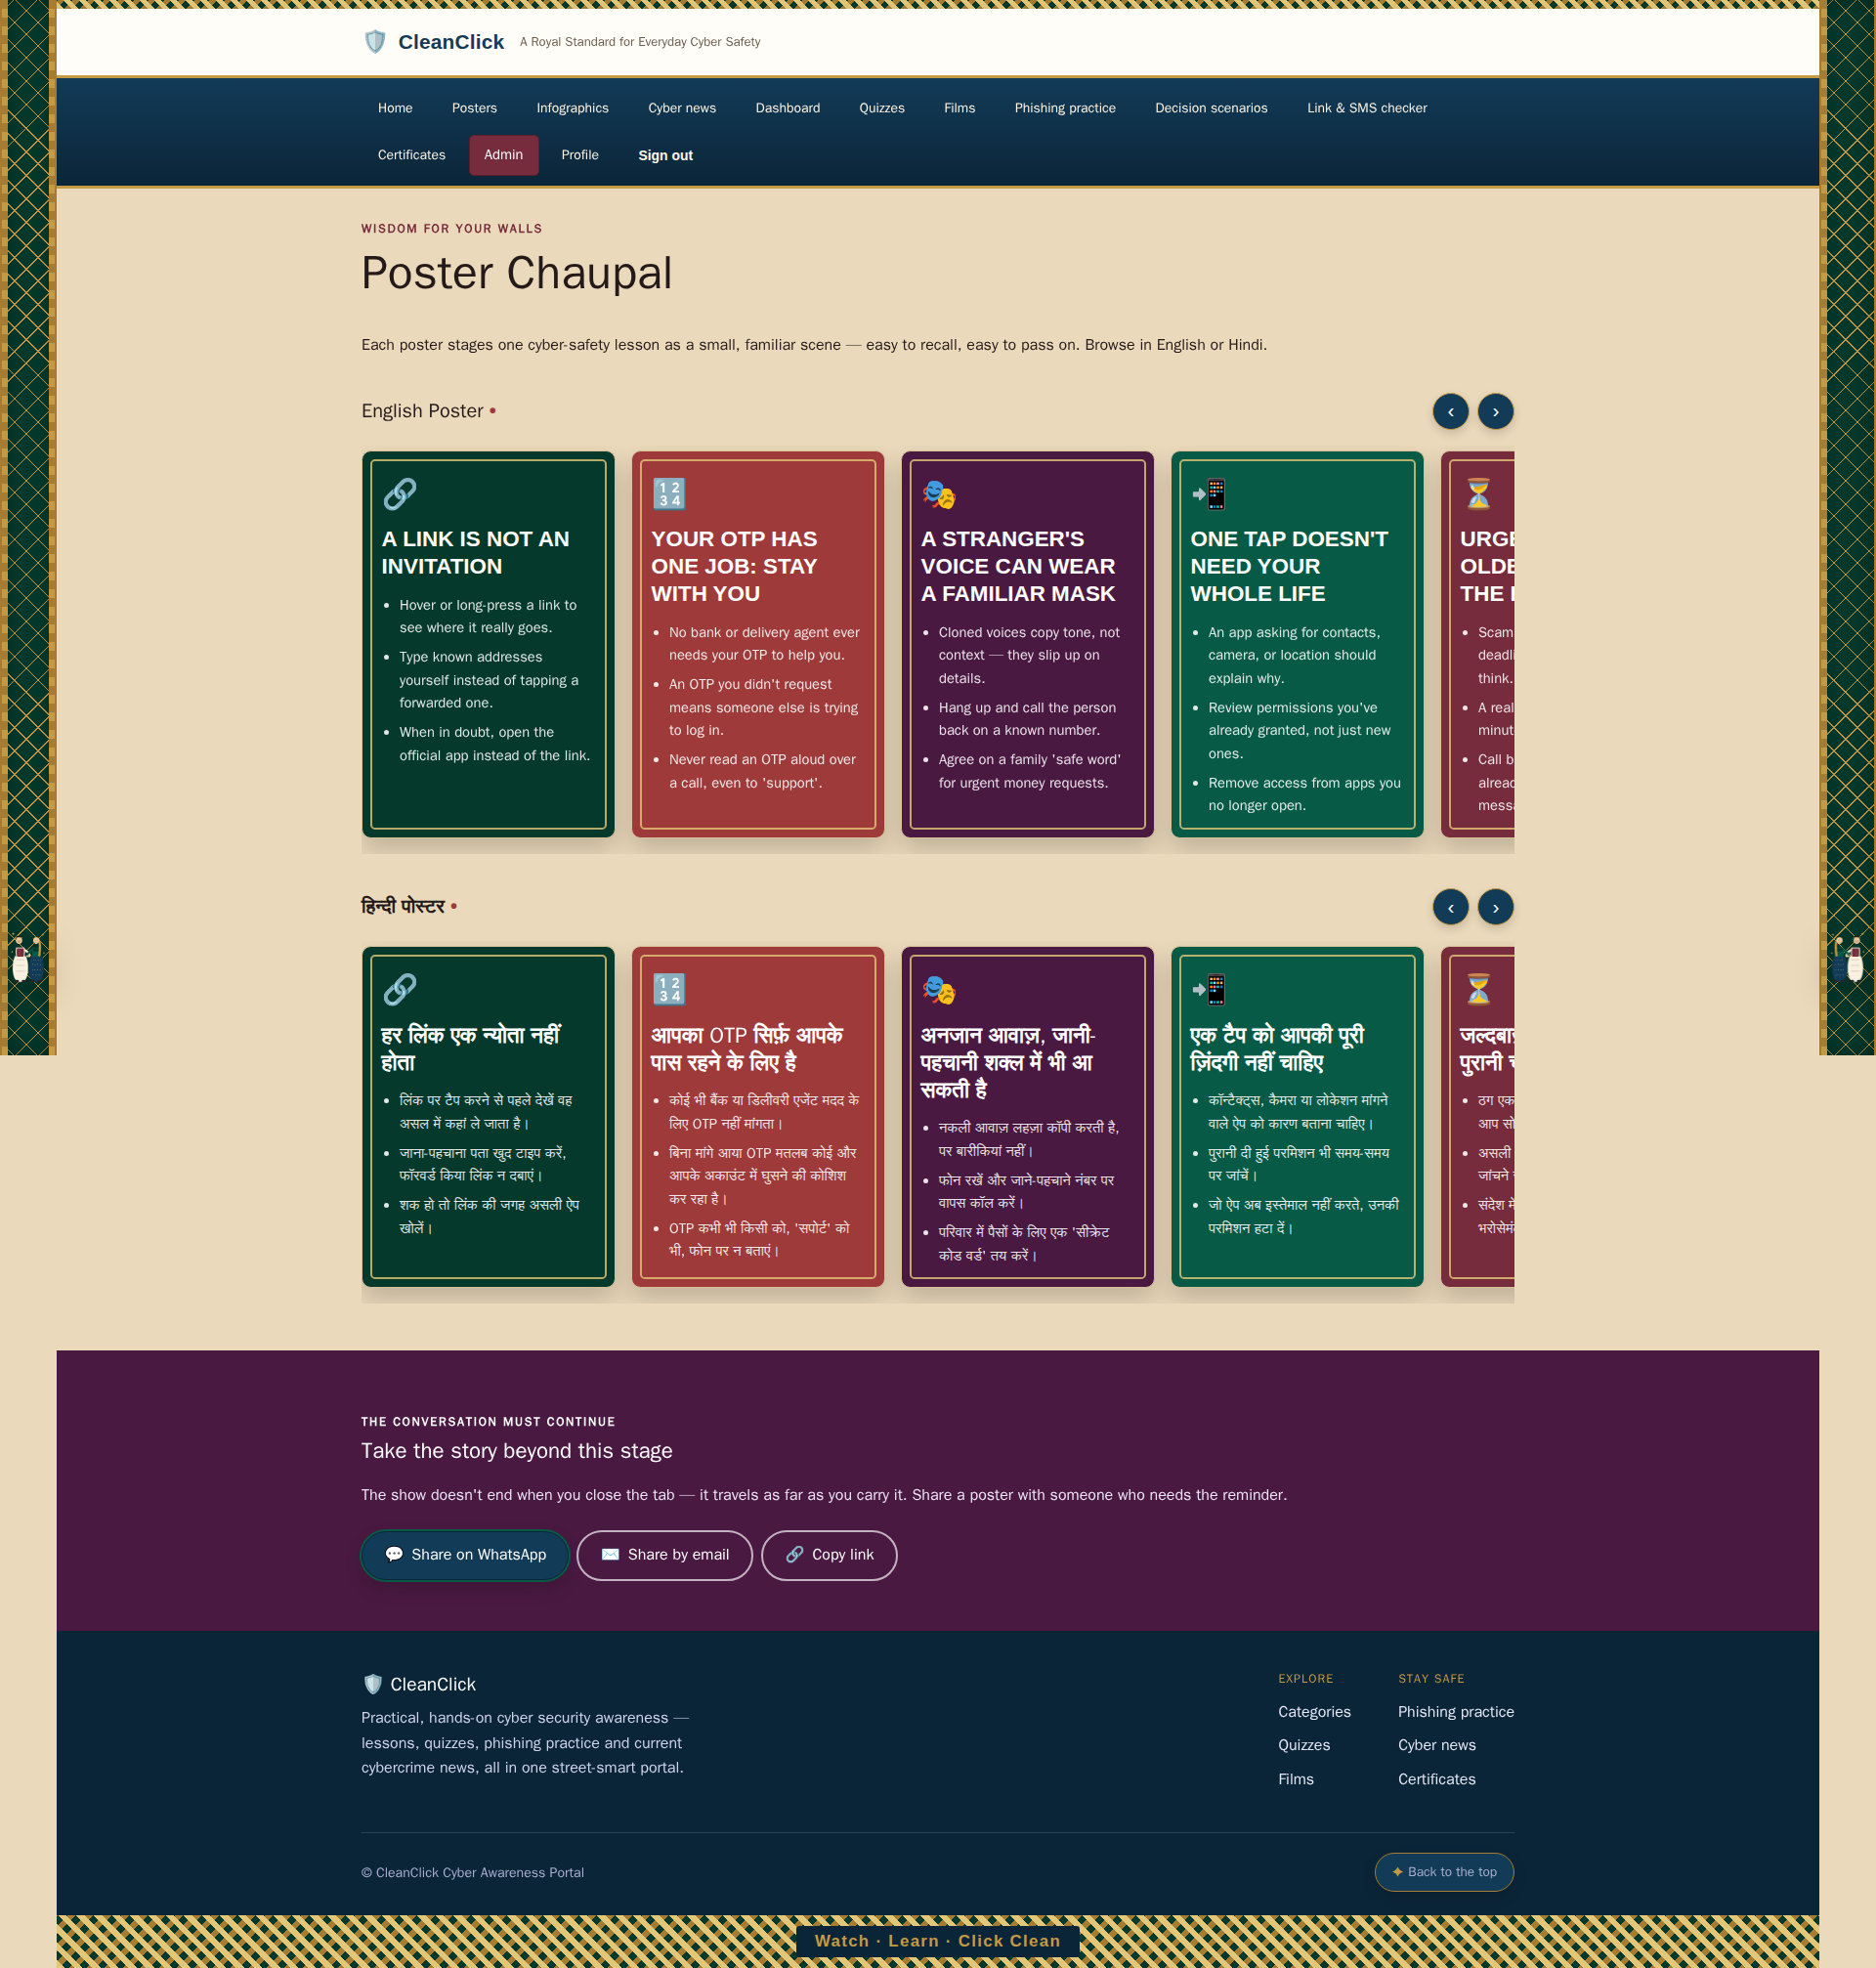 CleanClick A Royal Standard for Everyday Cyber Safety
Home Posters Infographics Cyber news Dashboard Quizzes Films Phishing practice Decision scenarios Link & SMS checker
Certificates Admin Profile Sign out
WISDOM FOR YOUR WALLS
Poster Chaupal
Each poster stages one cyber-safety lesson as a small, familiar scene — easy to recall, easy to pass on. Browse in English or Hindi.
English Poster •
‹ ›
A LINK IS NOT AN
INVITATION
• Hover or long-press a link to
see where it really goes.
• Type known addresses
yourself instead of tapping a
forwarded one.
• When in doubt, open the
official app instead of the link.
1 2
3 4
YOUR OTP HAS
ONE JOB: STAY
WITH YOU
• No bank or delivery agent ever
needs your OTP to help you.
• An OTP you didn't request
means someone else is trying
to log in.
• Never read an OTP aloud over
a call, even to 'support'.
A STRANGER'S
VOICE CAN WEAR
A FAMILIAR MASK
• Cloned voices copy tone, not
context — they slip up on
details.
• Hang up and call the person
back on a known number.
• Agree on a family 'safe word'
for urgent money requests.
ONE TAP DOESN'T
NEED YOUR
WHOLE LIFE
• An app asking for contacts,
camera, or location should
explain why.
• Review permissions you've
already granted, not just new
ones.
• Remove access from apps you
no longer open.
THE
• Scam
think.
• A real
• Call
हिन्दी पोस्टर •
‹ ›
हर लिंक एक न्योता नहीं
होता
• लिंक पर टैप करने से पहले देखें वह
असल में कहां ले जाता है।
• जाना-पहचाना पता खुद टाइप करें,
फॉरवर्ड किया लिंक न दबाएं।
• शक हो तो लिंक की जगह असली ऐप
खोलें।
1 2
3 4
आपका OTP सिर्फ़ आपके
पास रहने के लिए है
• कोई भी बैंक या डिलीवरी एजेंट मदद के
लिए OTP नहीं मांगता।
• बिना मांगे आया OTP मतलब कोई और
आपके अकाउंट में घुसने की कोशिश
कर रहा है।
• OTP कभी भी किसी को, 'सपोर्ट' को
भी, फोन पर न बताएं।
अनजान आवाज़, जानी-
पहचानी शक्ल में भी आ
सकती है
• नकली आवाज़ लहज़ा कॉपी करती है,
पर बारीकियां नहीं।
• फोन रखें और जाने-पहचाने नंबर पर
वापस कॉल करें।
• परिवार में पैसों के लिए एक 'सीक्रेट
कोड वर्ड' तय करें।
एक टैप को आपकी पूरी
ज़िंदगी नहीं चाहिए
• कॉन्टैक्ट्स, कैमरा या लोकेशन मांगने
वाले ऐप को कारण बताना चाहिए।
• पुरानी दी हुई परमिशन भी समय-समय
पर जांचें।
• जो ऐप अब इस्तेमाल नहीं करते, उनकी
परमिशन हटा दें।
पुरानी
• ठग एक
आप
• असली
जांचने
• संदेश में
THE CONVERSATION MUST CONTINUE
Take the story beyond this stage
The show doesn't end when you close the tab — it travels as far as you carry it. Share a poster with someone who needs the reminder.
Share on WhatsApp Share by email Copy link
CleanClick
Practical, hands-on cyber security awareness —
lessons, quizzes, phishing practice and current
cybercrime news, all in one street-smart portal.
EXPLORE
Categories
Quizzes
Films
STAY SAFE
Phishing practice
Cyber news
Certificates
© CleanClick Cyber Awareness Portal
✦ Back to the top
Watch · Learn · Click Clean